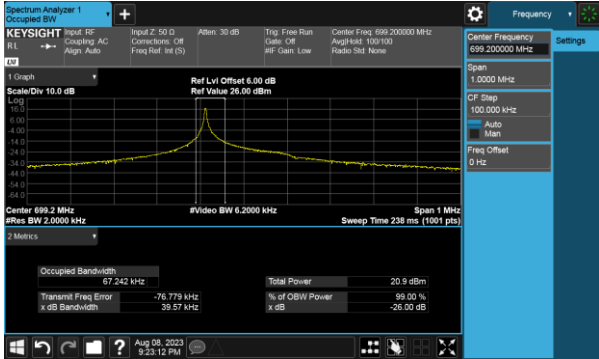 Spectrum Analyzer 1
Occupied BW
+
Frequency
KEYSIGHT
RL
Input: RF
Coupling: AC
Align: Auto
Input Z: 50 Ω
Corrections: Off
Freq Ref: Int (S)
Atten: 30 dB
Trig: Free Run
Gate: Off
#IF Gain: Low
Center Freq: 699.200000 MHz
Avg|Hold: 100/100
Radio Std: None
Center Frequency
699.200000 MHz
Settings
Span
1.0000 MHz
CF Step
100.000 kHz
Auto
Man
Freq Offset
0 Hz
1 Graph
Scale/Div 10.0 dB
Ref Lvl Offset 6.00 dB
Ref Value 26.00 dBm
Log
16.0
6.00
-4.00
-14.0
-24.0
-34.0
-44.0
-54.0
-64.0
Center 699.2 MHz
#Res BW 2.0000 kHz
#Video BW 6.2000 kHz
Span 1 MHz
Sweep Time 238 ms (1001 pts)
2 Metrics
Occupied Bandwidth
67.242 kHz
Total Power 20.9 dBm
Transmit Freq Error -76.779 kHz
% of OBW Power 99.00 %
x dB Bandwidth 39.57 kHz
x dB -26.00 dB
?
Aug 08, 2023
9:23:12 PM